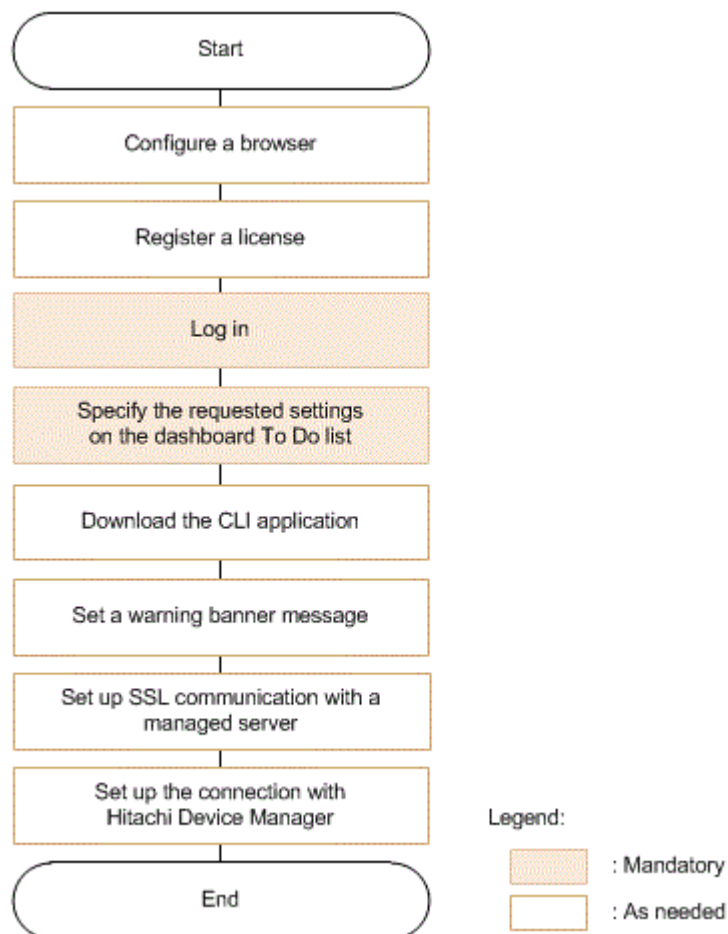 Start
Configure a browser
Register a license
Log in
Specify the requested settings
on the dashboard To Do list
Download the CLI application
Set a warning banner message
Set up SSL communication with a
managed server
Set up the connection with
Hitachi Device Manager
End
Legend:
: Mandatory
: As needed